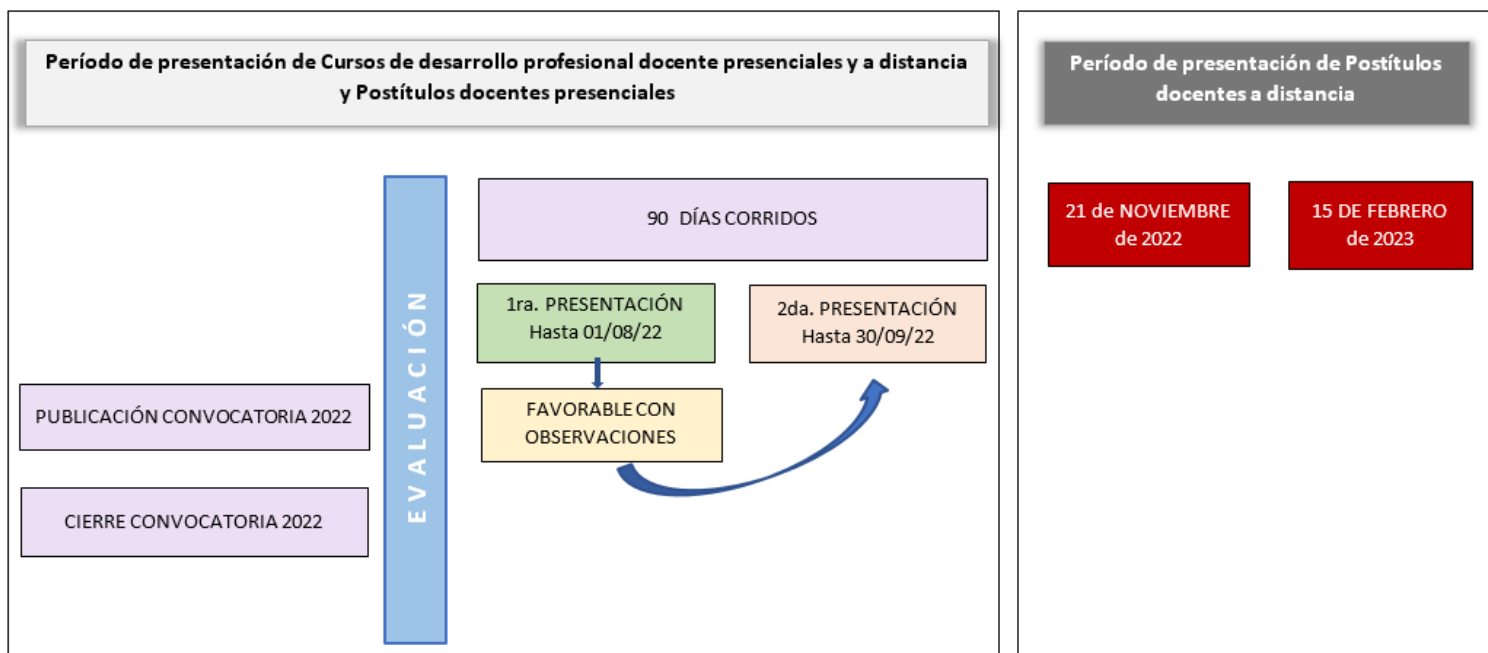 Período de presentación de Cursos de desarrollo profesional docente presenciales y a distancia
y Postítulos docentes presenciales
PUBLICACIÓN CONVOCATORIA 2022
CIERRE CONVOCATORIA 2022
EVALUACIÓN
90 DÍAS CORRIDOS
1ra. PRESENTACIÓN
Hasta 01/08/22
2da. PRESENTACIÓN
Hasta 30/09/22
FAVORABLE CON
OBSERVACIONES
Período de presentación de Postítulos
docentes a distancia
21 de NOVIEMBRE
de 2022
15 DE FEBRERO
de 2023